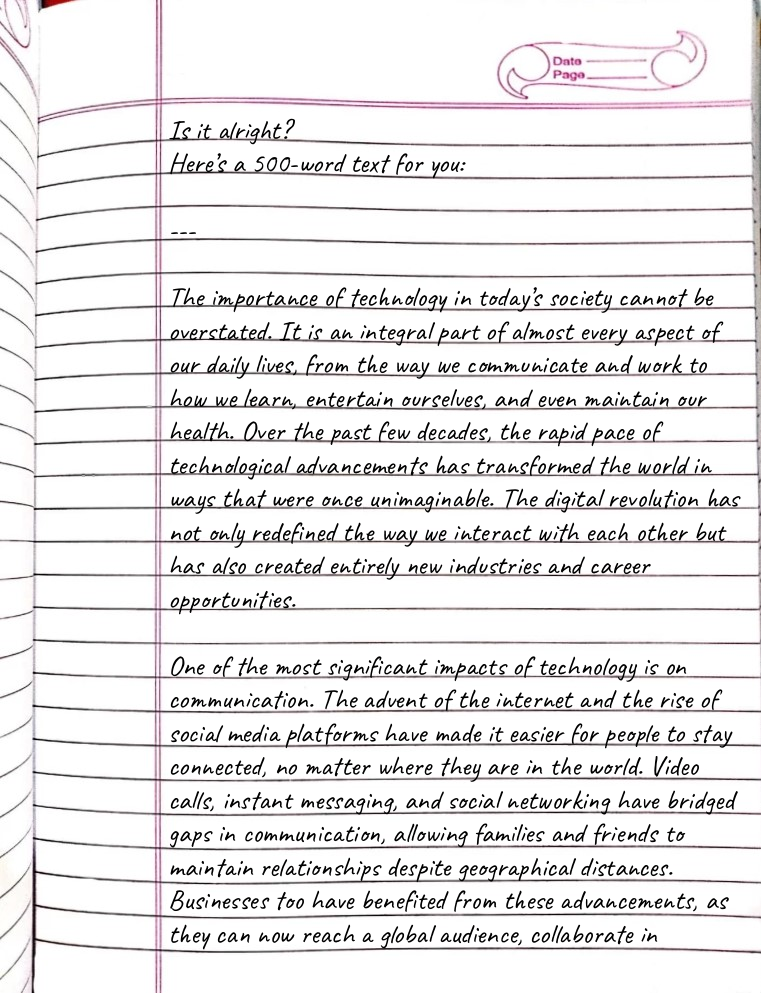 Date
Page
Is it alright?
Here's a 500-word text for you:
---
The importance of technology in today's society cannot be
overstated. It is an integral part of almost every aspect of
our daily lives, from the way we communicate and work to
how we learn, entertain ourselves, and even maintain our
health. Over the past few decades, the rapid pace of
technological advancements has transformed the world in
ways that were once unimaginable. The digital revolution has
not only redefined the way we interact with each other but
has also created entirely new industries and career
opportunities.
One of the most significant impacts of technology is on
communication. The advent of the internet and the rise of
social media platforms have made it easier for people to stay
connected, no matter where they are in the world. Video
calls, instant messaging, and social networking have bridged
gaps in communication, allowing families and friends to
maintain relationships despite geographical distances.
Businesses too have benefited from these advancements, as
they can now reach a global audience, collaborate in